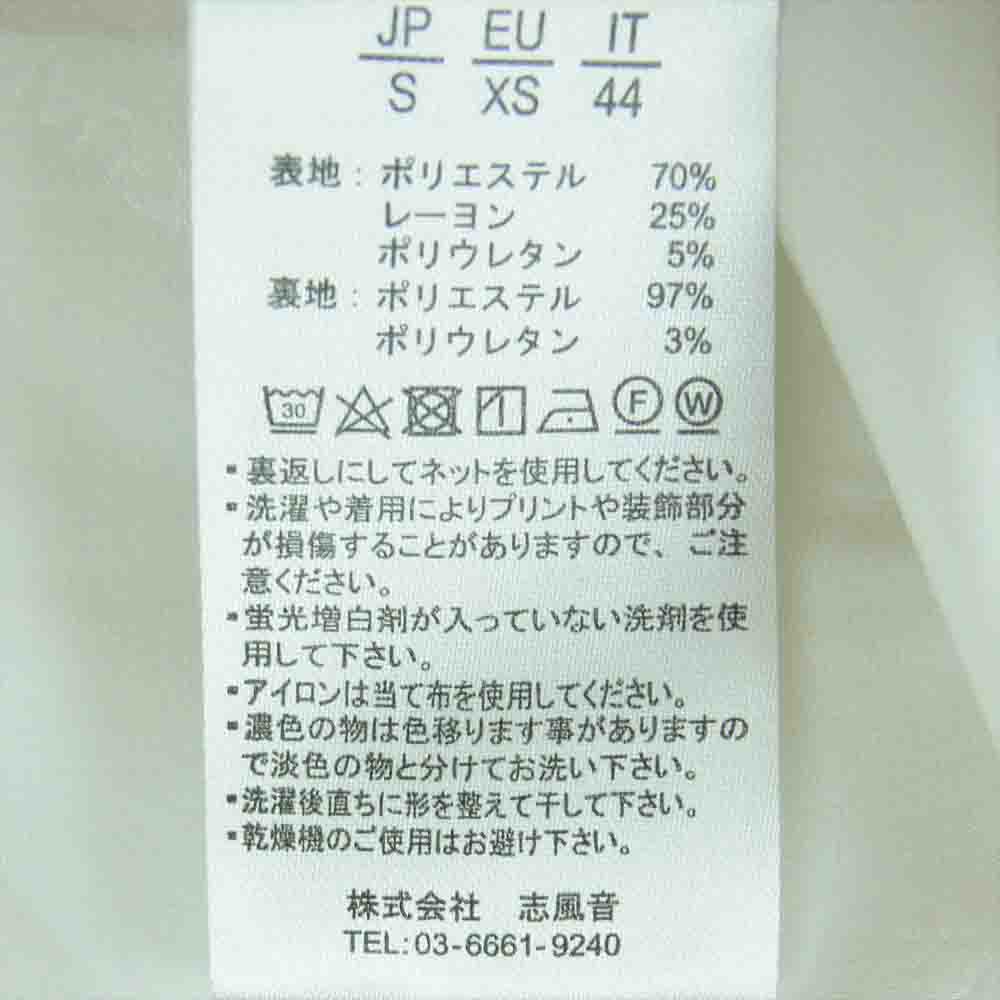 JP EU IT
S XS 44
表地：ポリエステル 70%
レーヨン 25%
ポリウレタン 5%
裏地：ポリエステル 97%
ポリウレタン 3%
30 F W
・裏返しにしてネットを使用してください。
・洗濯や着用によりプリントや装飾部分
が損傷することがありますので、ご注
意ください。
・蛍光増白剤が入っていない洗剤を使
用して下さい。
・アイロンは当て布を使用してください。
・濃色の物は色移ります事がありますの
で淡色の物と分けてお洗い下さい。
・洗濯後直ちに形を整えて干して下さい。
・乾燥機のご使用はお避け下さい。
株式会社 志風音
TEL:03-6661-9240